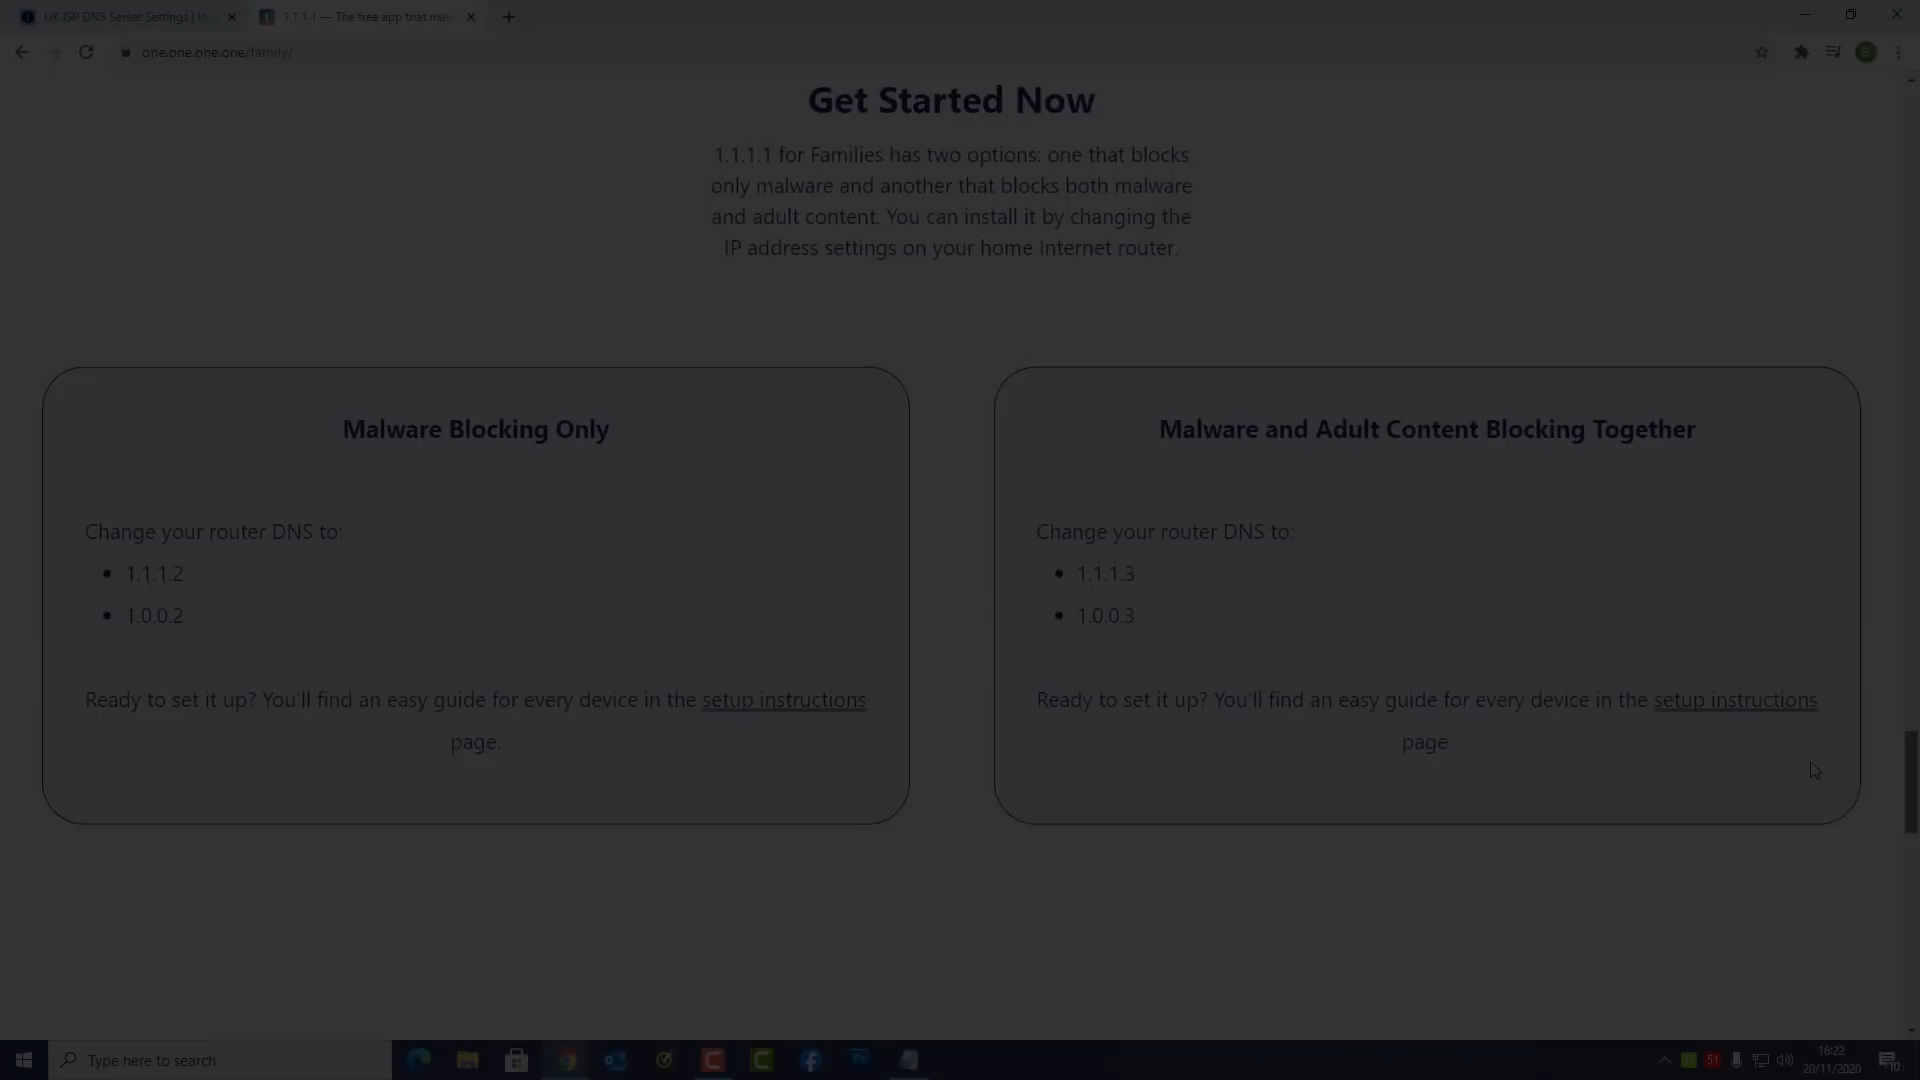 UK ISP DNS Server Settings | In
1.1.1.1 — The free app that mak
one.one.one.one/family/
Get Started Now
1.1.1.1 for Families has two options: one that blocks
only malware and another that blocks both malware
and adult content. You can install it by changing the
IP address settings on your home Internet router.
Malware Blocking Only
Change your router DNS to:
• 1.1.1.2
• 1.0.0.2
Ready to set it up? You'll find an easy guide for every device in the setup instructions
page.
Malware and Adult Content Blocking Together
Change your router DNS to:
• 1.1.1.3
• 1.0.0.3
Ready to set it up? You'll find an easy guide for every device in the setup instructions
page.
Type here to search
51
16:22
20/11/2020
10